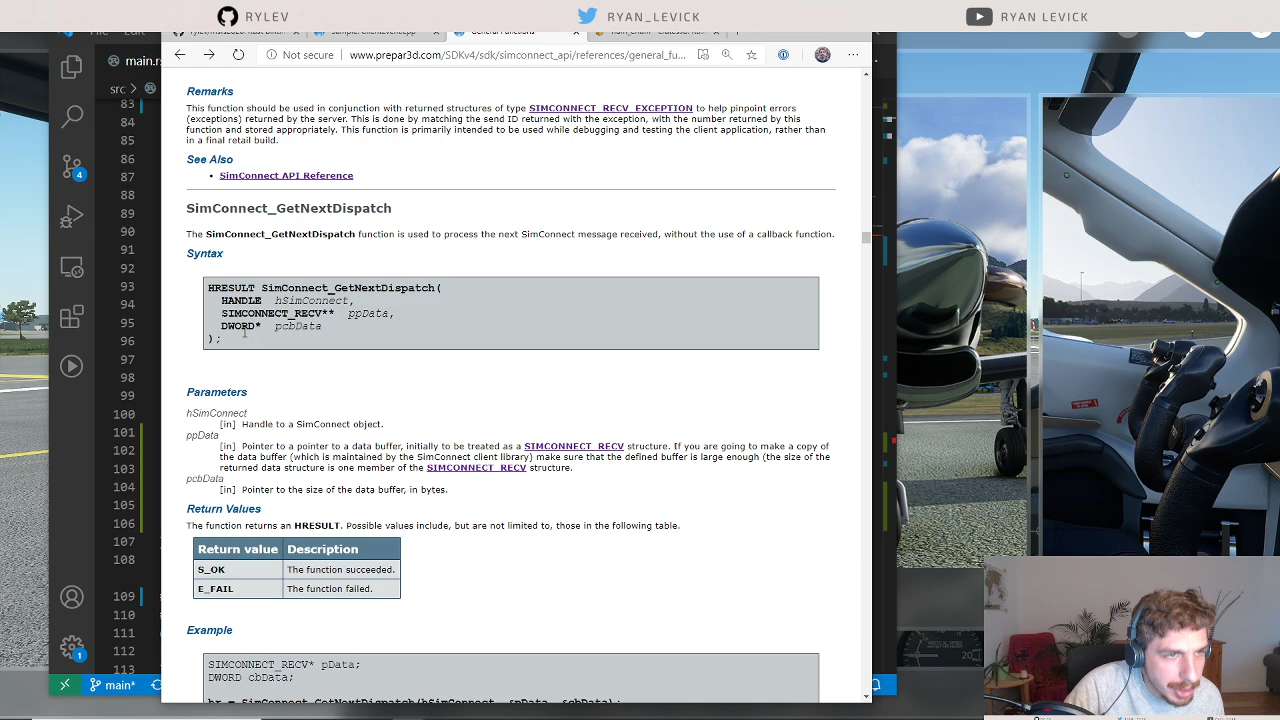 RYLEV
RYAN_LEVICK
RYAN LEVICK
Not secure
www.prepar3d.com/SDKv4/sdk/simconnect_api/references/general_fu...
main.rs
src >
83
84
85
86
87
88
89
90
91
92
93
94
95
96
97
98
99
100
101
102
103
104
105
106
107
108
109
110
111
112
113
4
1
main*
Remarks
This function should be used in conjunction with returned structures of type SIMCONNECT_RECV_EXCEPTION to help pinpoint errors
(exceptions) returned by the server. This is done by matching the send ID returned with the exception, with the number returned by this
function and stored appropriately. This function is primarily intended to be used while debugging and testing the client application, rather than
in a final retail build.
See Also
• SimConnect API Reference
SimConnect_GetNextDispatch
The SimConnect_GetNextDispatch function is used to process the next SimConnect message received, without the use of a callback function.
Syntax
HRESULT SimConnect_GetNextDispatch(
HANDLE hSimConnect,
SIMCONNECT_RECV** ppData,
DWORD* pcbData
);
Parameters
hSimConnect
[in] Handle to a SimConnect object.
ppData
[in] Pointer to a pointer to a data buffer, initially to be treated as a SIMCONNECT_RECV structure. If you are going to make a copy of
the data buffer (which is maintained by the SimConnect client library) make sure that the defined buffer is large enough (the size of the
returned data structure is one member of the SIMCONNECT_RECV structure.
pcbData
[in] Pointer to the size of the data buffer, in bytes.
Return Values
The function returns an HRESULT. Possible values include, but are not limited to, those in the following table.
Return value Description
S_OK The function succeeded.
E_FAIL The function failed.
Example
SIMCONNECT_RECV* pData;
DWORD cbData;
20